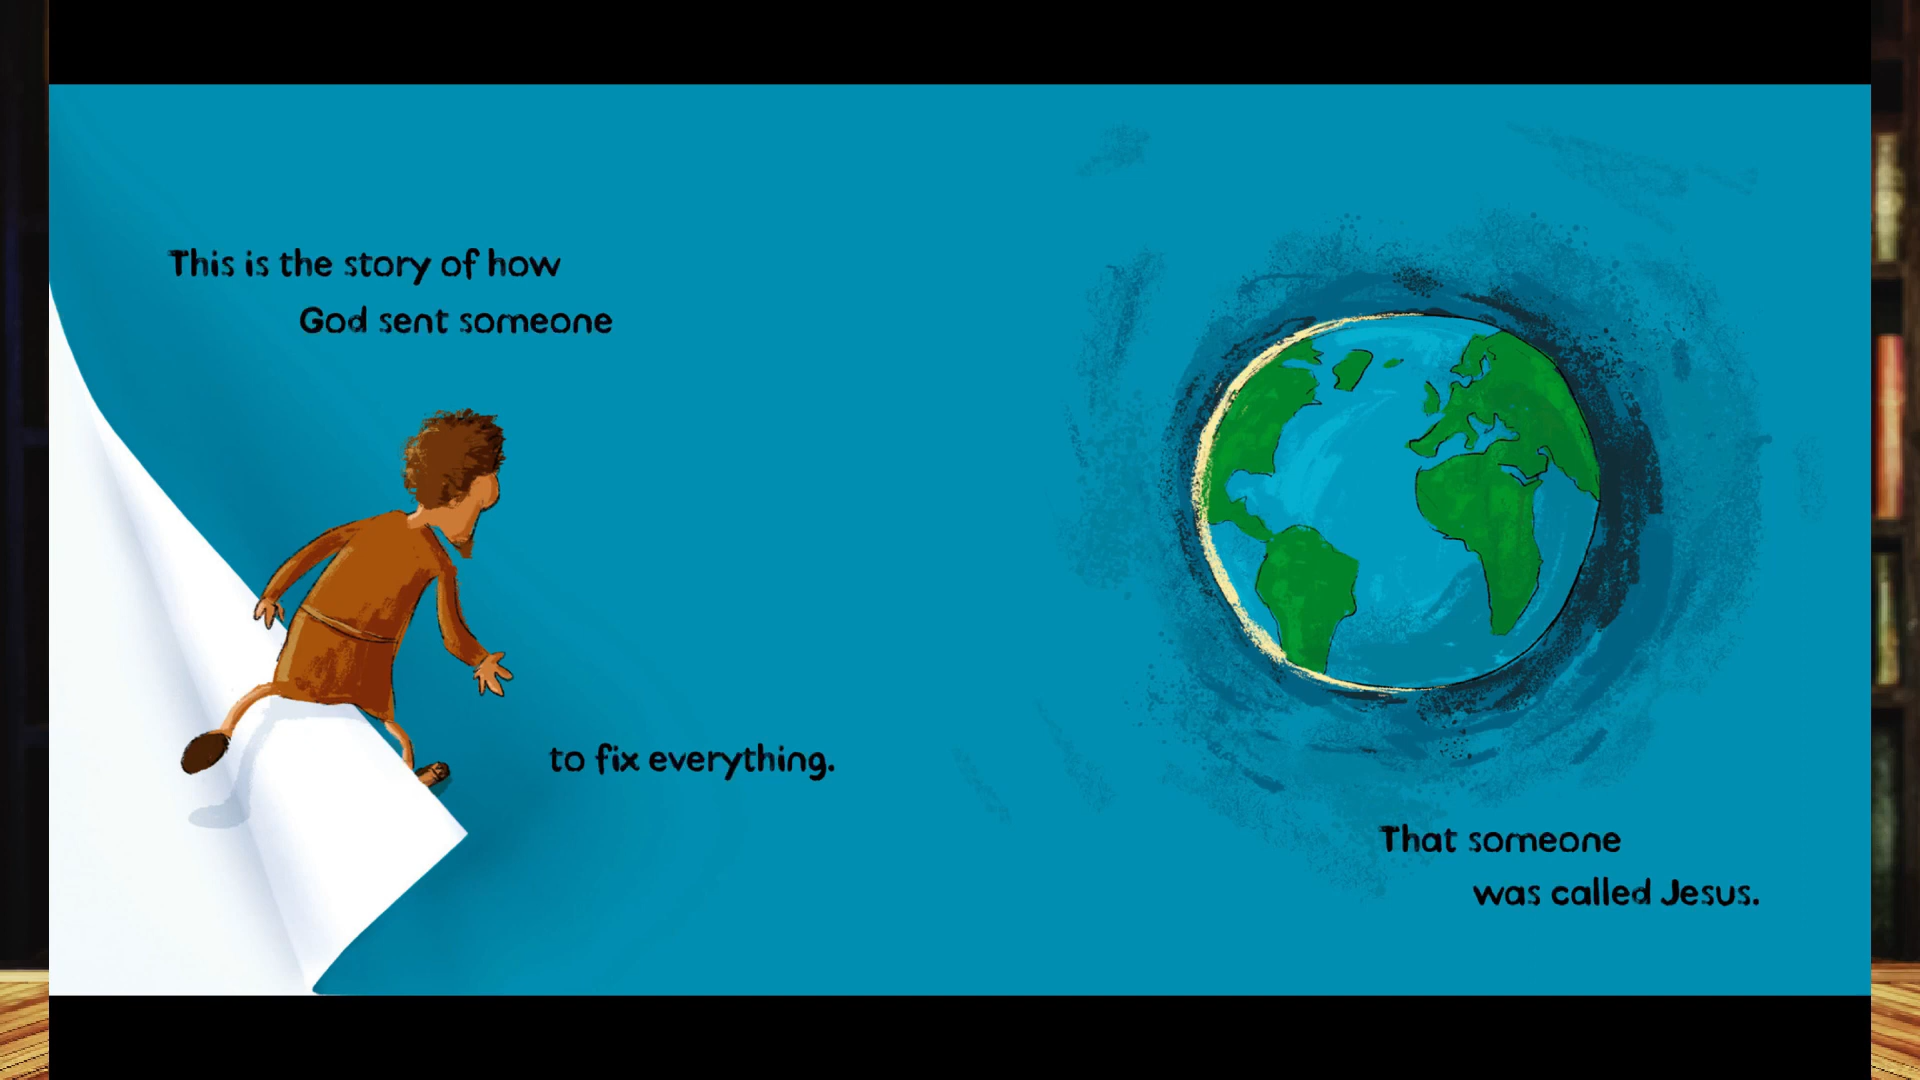 This is the story of how
God sent someone
to fix everything.
That someone
was called Jesus.